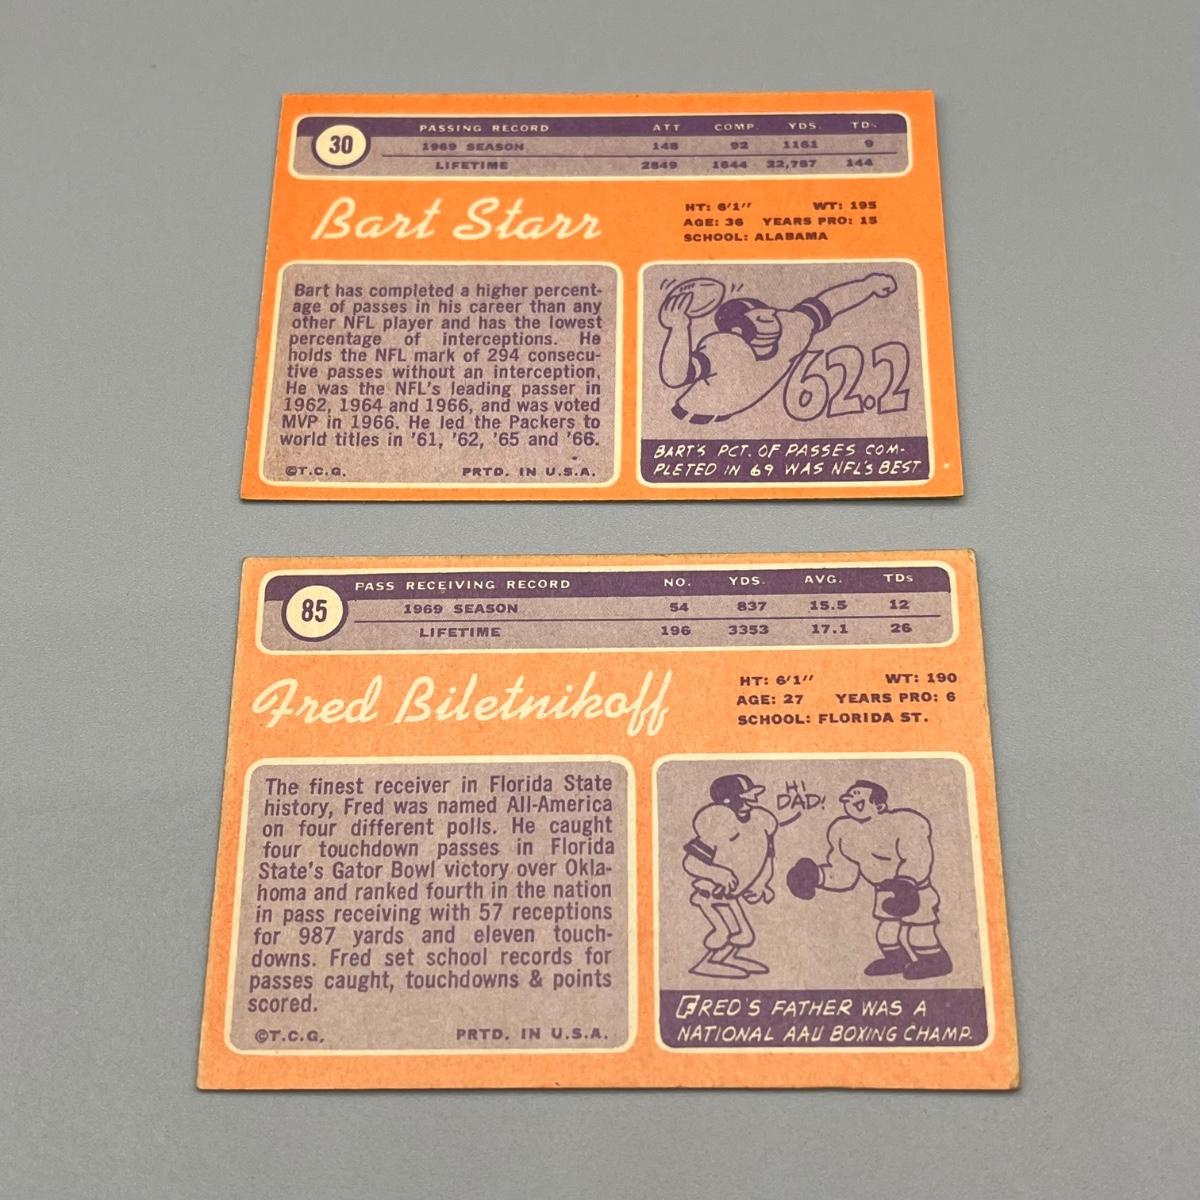 30 PASSING RECORD ATT COMP. YDS. TDs
1969 SEASON 148 92 1161 9
LIFETIME 2849 1644 22,787 144
Bart Starr
HT: 6'1" WT: 195
AGE: 36 YEARS PRO: 15
SCHOOL: ALABAMA
Bart has completed a higher percent-
age of passes in his career than any
other NFL player and has the lowest
percentage of interceptions. He
holds the NFL mark of 294 consecu-
tive passes without an interception.
He was the NFL's leading passer in
1962, 1964 and 1966, and was voted
MVP in 1966. He led the Packers to
world titles in '61, '62, '65 and '66.
©T.C.G. PRTD. IN U.S.A.
62.2
BART'S PCT. OF PASSES COM-
PLETED IN 69 WAS NFL'S BEST
85 PASS RECEIVING RECORD NO. YDS. AVG. TDs
1969 SEASON 54 837 15.5 12
LIFETIME 196 3353 17.1 26
Fred Biletnikoff
HT: 6'1" WT: 190
AGE: 27 YEARS PRO: 6
SCHOOL: FLORIDA ST.
The finest receiver in Florida State
history, Fred was named All-America
on four different polls. He caught
four touchdown passes in Florida
State's Gator Bowl victory over Okla-
homa and ranked fourth in the nation
in pass receiving with 57 receptions
for 987 yards and eleven touch-
downs. Fred set school records for
passes caught, touchdowns & points
scored.
©T.C.G. PRTD. IN U.S.A.
HI
DAD!
FRED'S FATHER WAS A
NATIONAL AAU BOXING CHAMP.